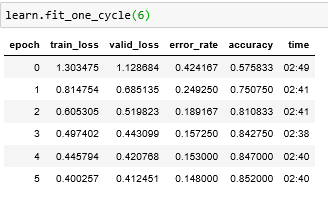 learn.fit_one_cycle(6)
epoch train_loss valid_loss error_rate accuracy time
0 1.303475 1.128684 0.424167 0.575833 02:49
1 0.814754 0.685135 0.249250 0.750750 02:41
2 0.605305 0.519823 0.189167 0.810833 02:41
3 0.497402 0.443099 0.157250 0.842750 02:38
4 0.445794 0.420768 0.153000 0.847000 02:40
5 0.400257 0.412451 0.148000 0.852000 02:40